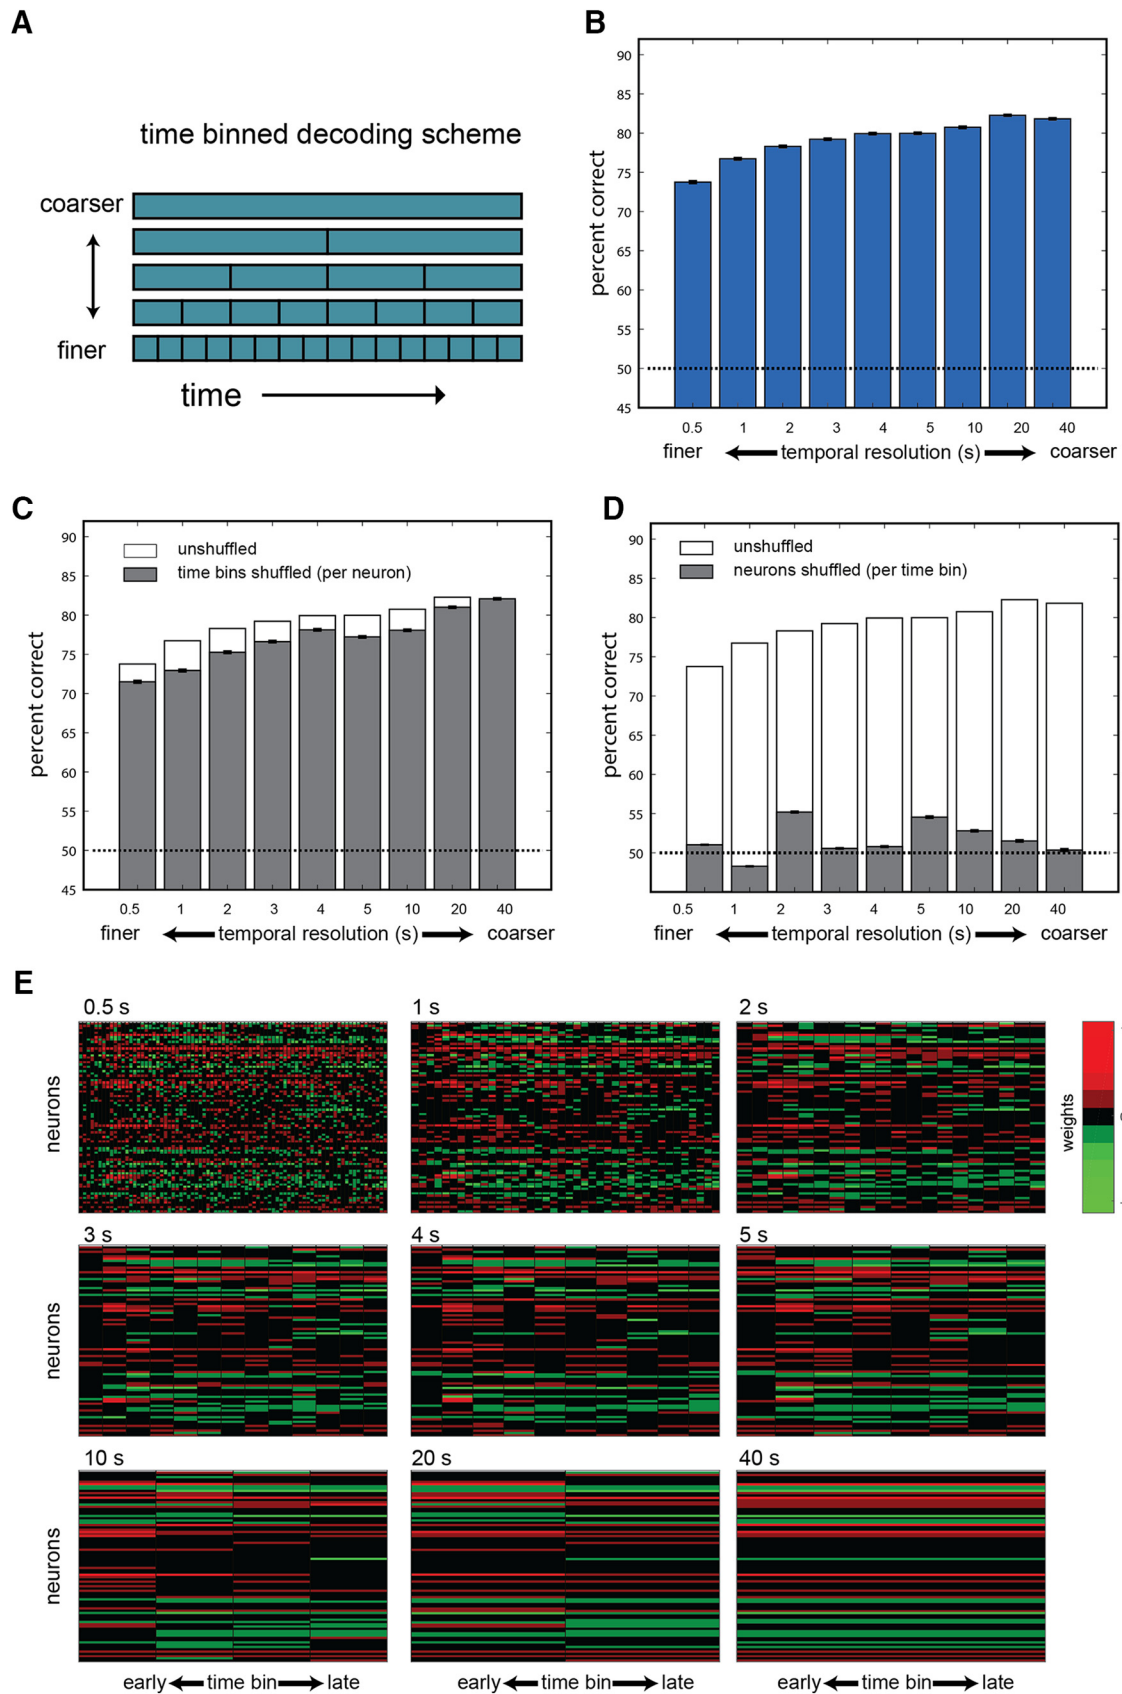 A
time binned decoding scheme
coarser
finer
time
B
percent correct
90
85
80
75
70
65
60
55
50
45
0.5 1 2 3 4 5 10 20 40
finer temporal resolution (s) coarser
C
percent correct
90
85
80
75
70
65
60
55
50
45
unshuffled
time bins shuffled (per neuron)
0.5 1 2 3 4 5 10 20 40
finer temporal resolution (s) coarser
D
percent correct
90
85
80
75
70
65
60
55
50
unshuffled
neurons shuffled (per time bin)
0.5 1 2 3 4 5 10 20 40
finer temporal resolution (s) coarser
E
0.5 s
1 s
2 s
neurons
weights
3 s
4 s
5 s
neurons
10 s
20 s
40 s
neurons
early time bin late
early time bin late
early time bin late